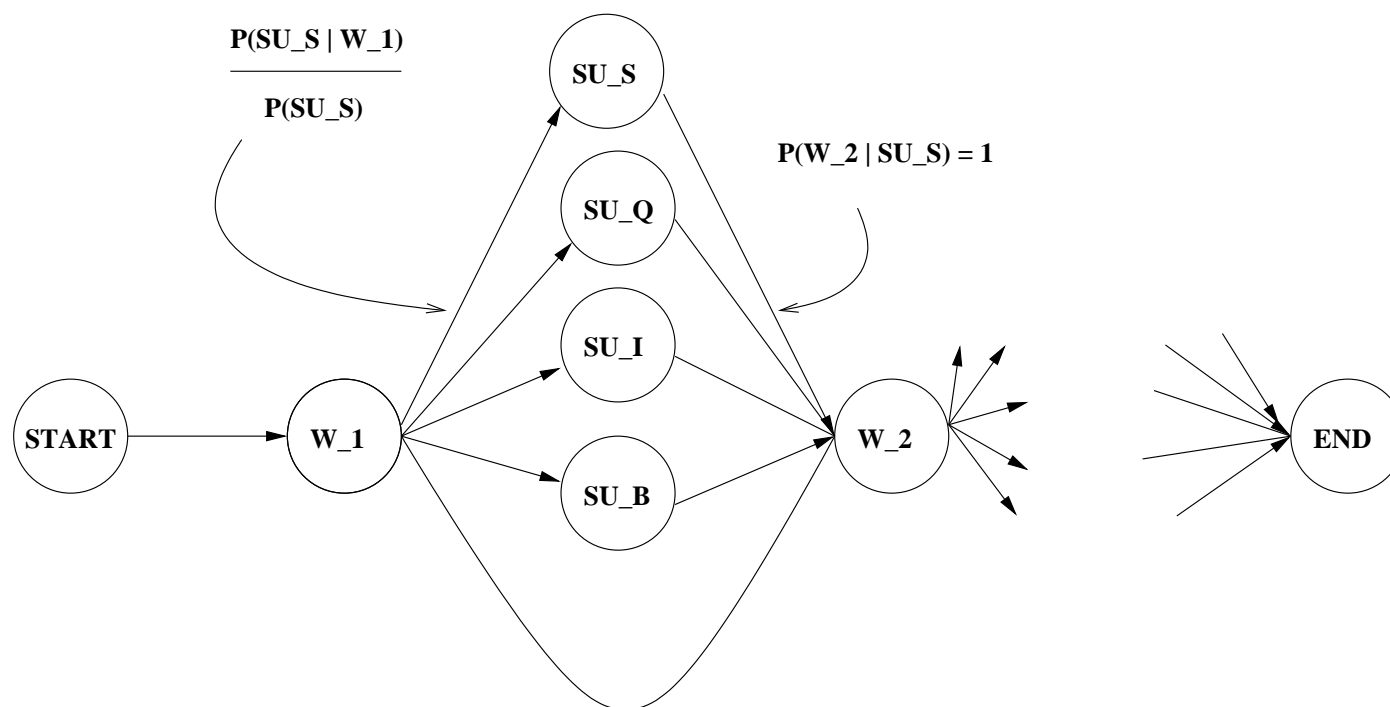 P(SU_S | W_1)
P(SU_S)
SU_S
P(W_2 | SU_S) = 1
SU_Q
SU_I
START
W_1
W_2
END
SU_B